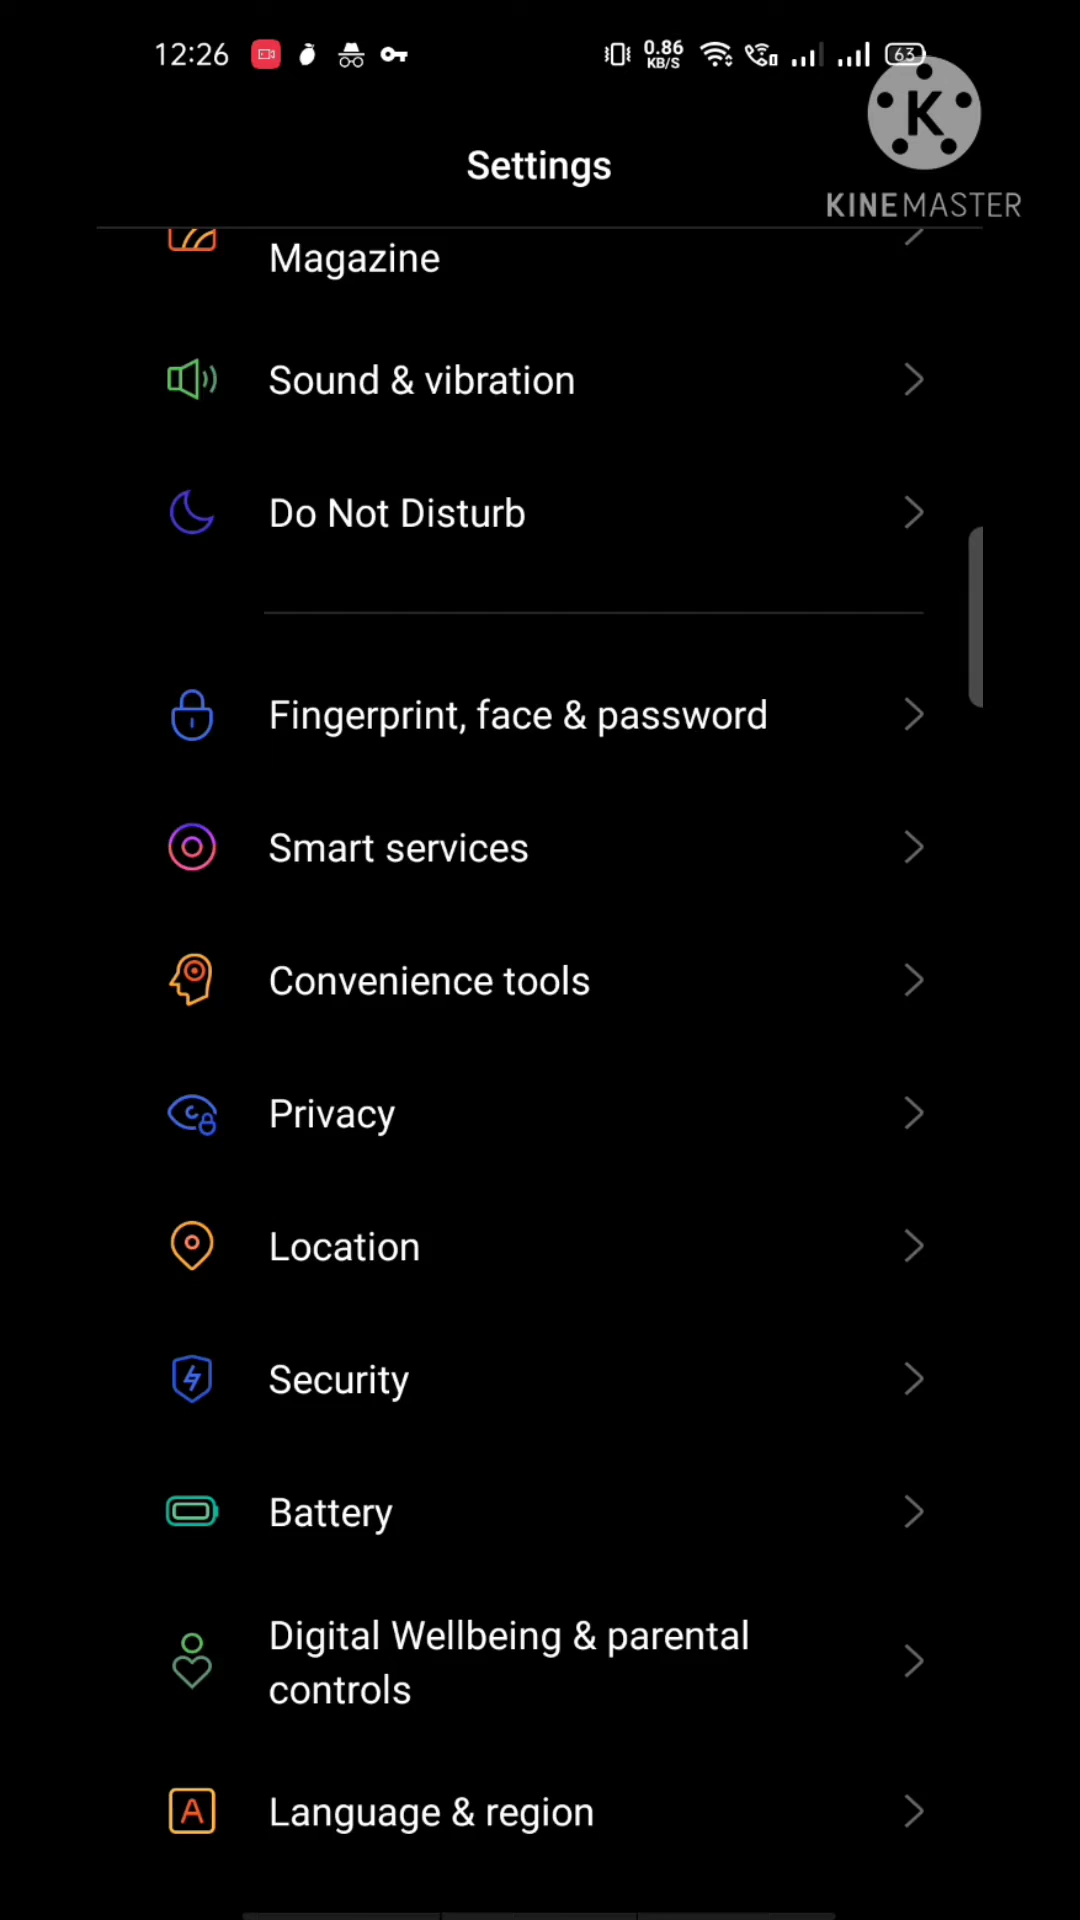 12:26
0.86
KB/S
63
K
KINEMASTER
Settings
Magazine
Sound & vibration
Do Not Disturb
Fingerprint, face & password
Smart services
Convenience tools
Privacy
Location
Security
Battery
Digital Wellbeing & parental
controls
A
Language & region